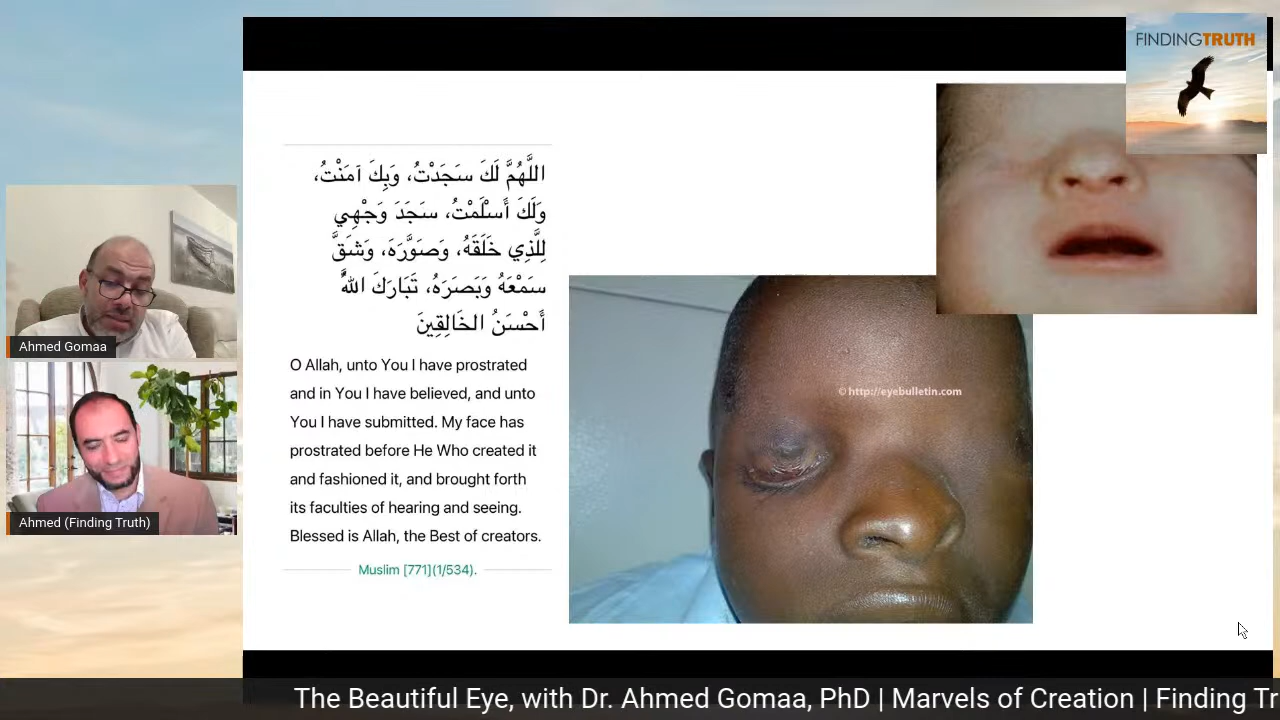 FINDINGTRUTH
اللَّهُمَّ لَكَ سَجَدْتُ، وَبِكَ آمَنْتُ،
وَلَكَ أَسْلَمْتُ، سَجَدَ وَجْهِي
لِلَّذِي خَلَقَهُ، وَصَوَّرَهُ، وَشَقَّ
سَمْعَهُ وَبَصَرَهُ، تَبَارَكَ اللهُ
أَحْسَنُ الخَالِقِينَ
O Allah, unto You I have prostrated
and in You I have believed, and unto
You I have submitted. My face has
prostrated before He Who created it
and fashioned it, and brought forth
its faculties of hearing and seeing.
Blessed is Allah, the Best of creators.
Muslim [771](1/534).
© http://eyebulletin.com
Ahmed Gomaa
Ahmed (Finding Truth)
The Beautiful Eye, with Dr. Ahmed Gomaa, PhD | Marvels of Creation | Finding Tr